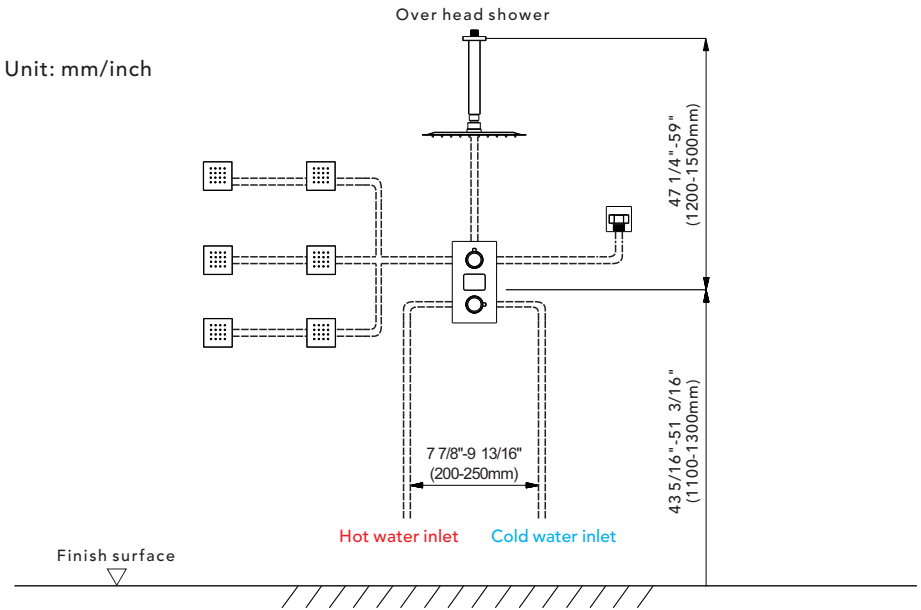 Over head shower
Unit: mm/inch
47 1/4"-59"
(1200-1500mm)
43 5/16"-51 3/16"
(1100-1300mm)
7 7/8"-9 13/16"
(200-250mm)
Hot water inlet
Cold water inlet
Finish surface